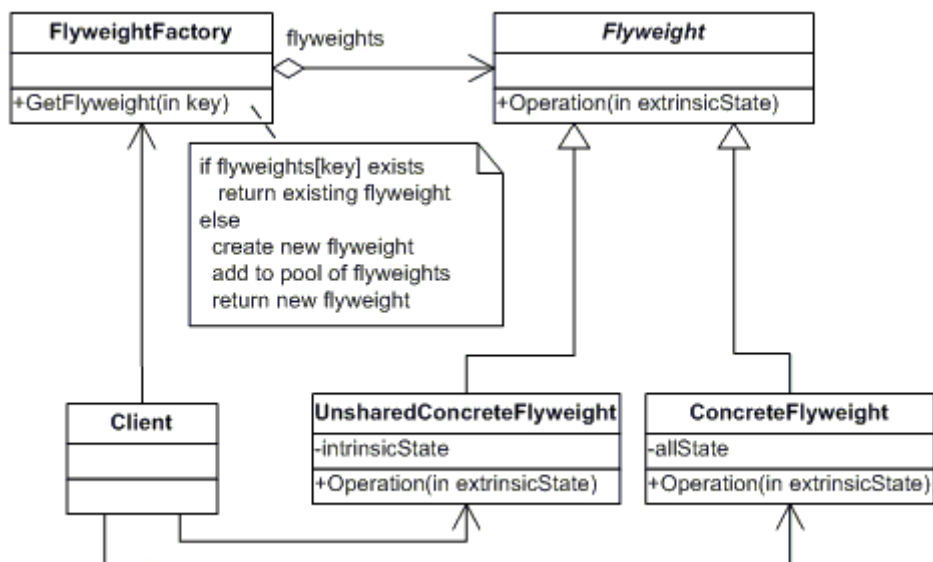 FlyweightFactory
+GetFlyweight(in key)
flyweights
Flyweight
+Operation(in extrinsicState)
if flyweights[key] exists
return existing flyweight
else
create new flyweight
add to pool of flyweights
return new flyweight
Client
UnsharedConcreteFlyweight
-intrinsicState
+Operation(in extrinsicState)
ConcreteFlyweight
-allState
+Operation(in extrinsicState)